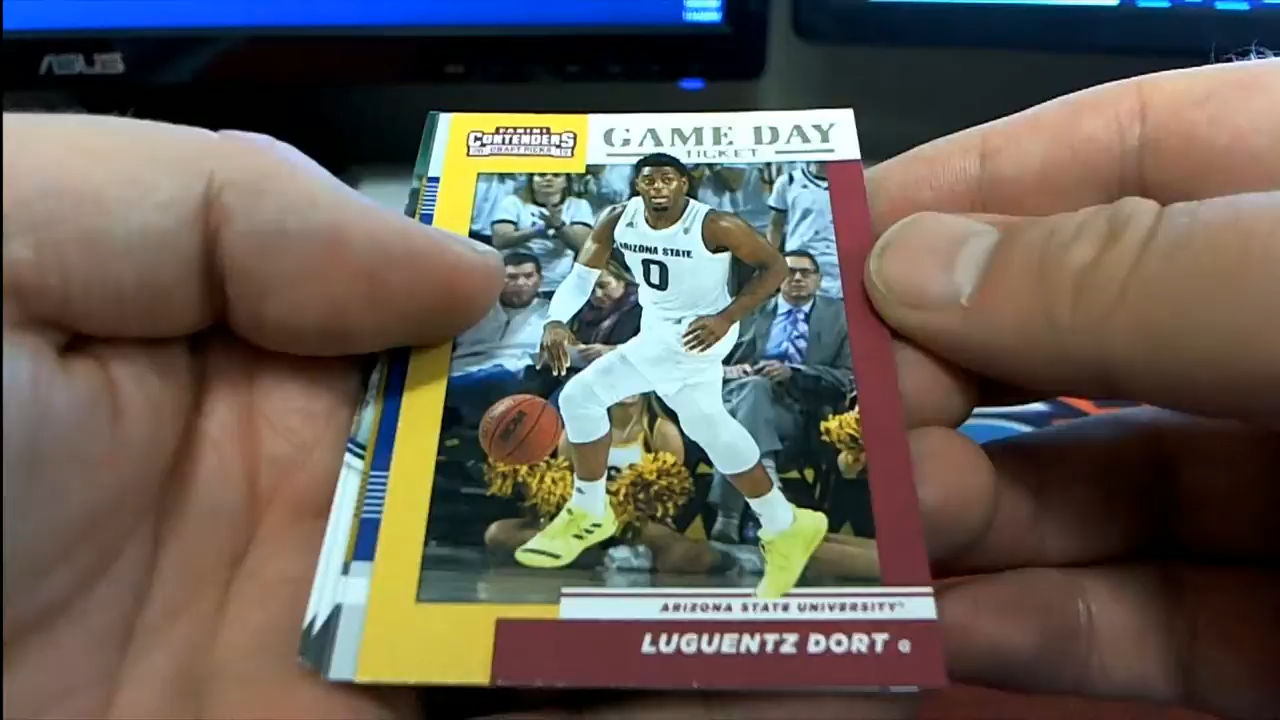 ASUS
PANINI
CONTENDERS
DRAFT PICKS
GAME DAY
TICKET
ARIZONA STATE
0
ARIZONA STATE UNIVERSITY
LUGUENTZ DORT G